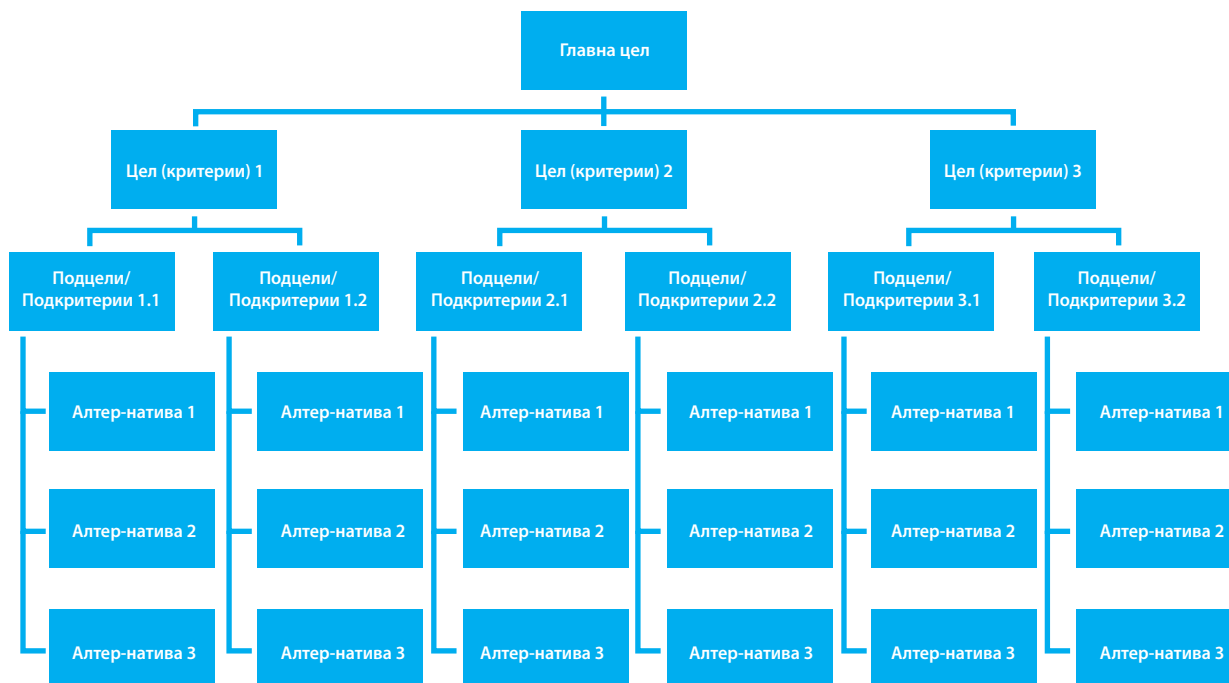 Главна цел
Цел (критерии) 1
Цел (критерии) 2
Цел (критерии) 3
Подцели/
Подкритерии 1.1
Подцели/
Подкритерии 1.2
Подцели/
Подкритерии 2.1
Подцели/
Подкритерии 2.2
Подцели/
Подкритерии 3.1
Подцели/
Подкритерии 3.2
Алтер-натива 1
Алтер-натива 1
Алтер-натива 1
Алтер-натива 1
Алтер-натива 1
Алтер-натива 1
Алтер-натива 2
Алтер-натива 2
Алтер-натива 2
Алтер-натива 2
Алтер-натива 2
Алтер-натива 2
Алтер-натива 3
Алтер-натива 3
Алтер-натива 3
Алтер-натива 3
Алтер-натива 3
Алтер-натива 3